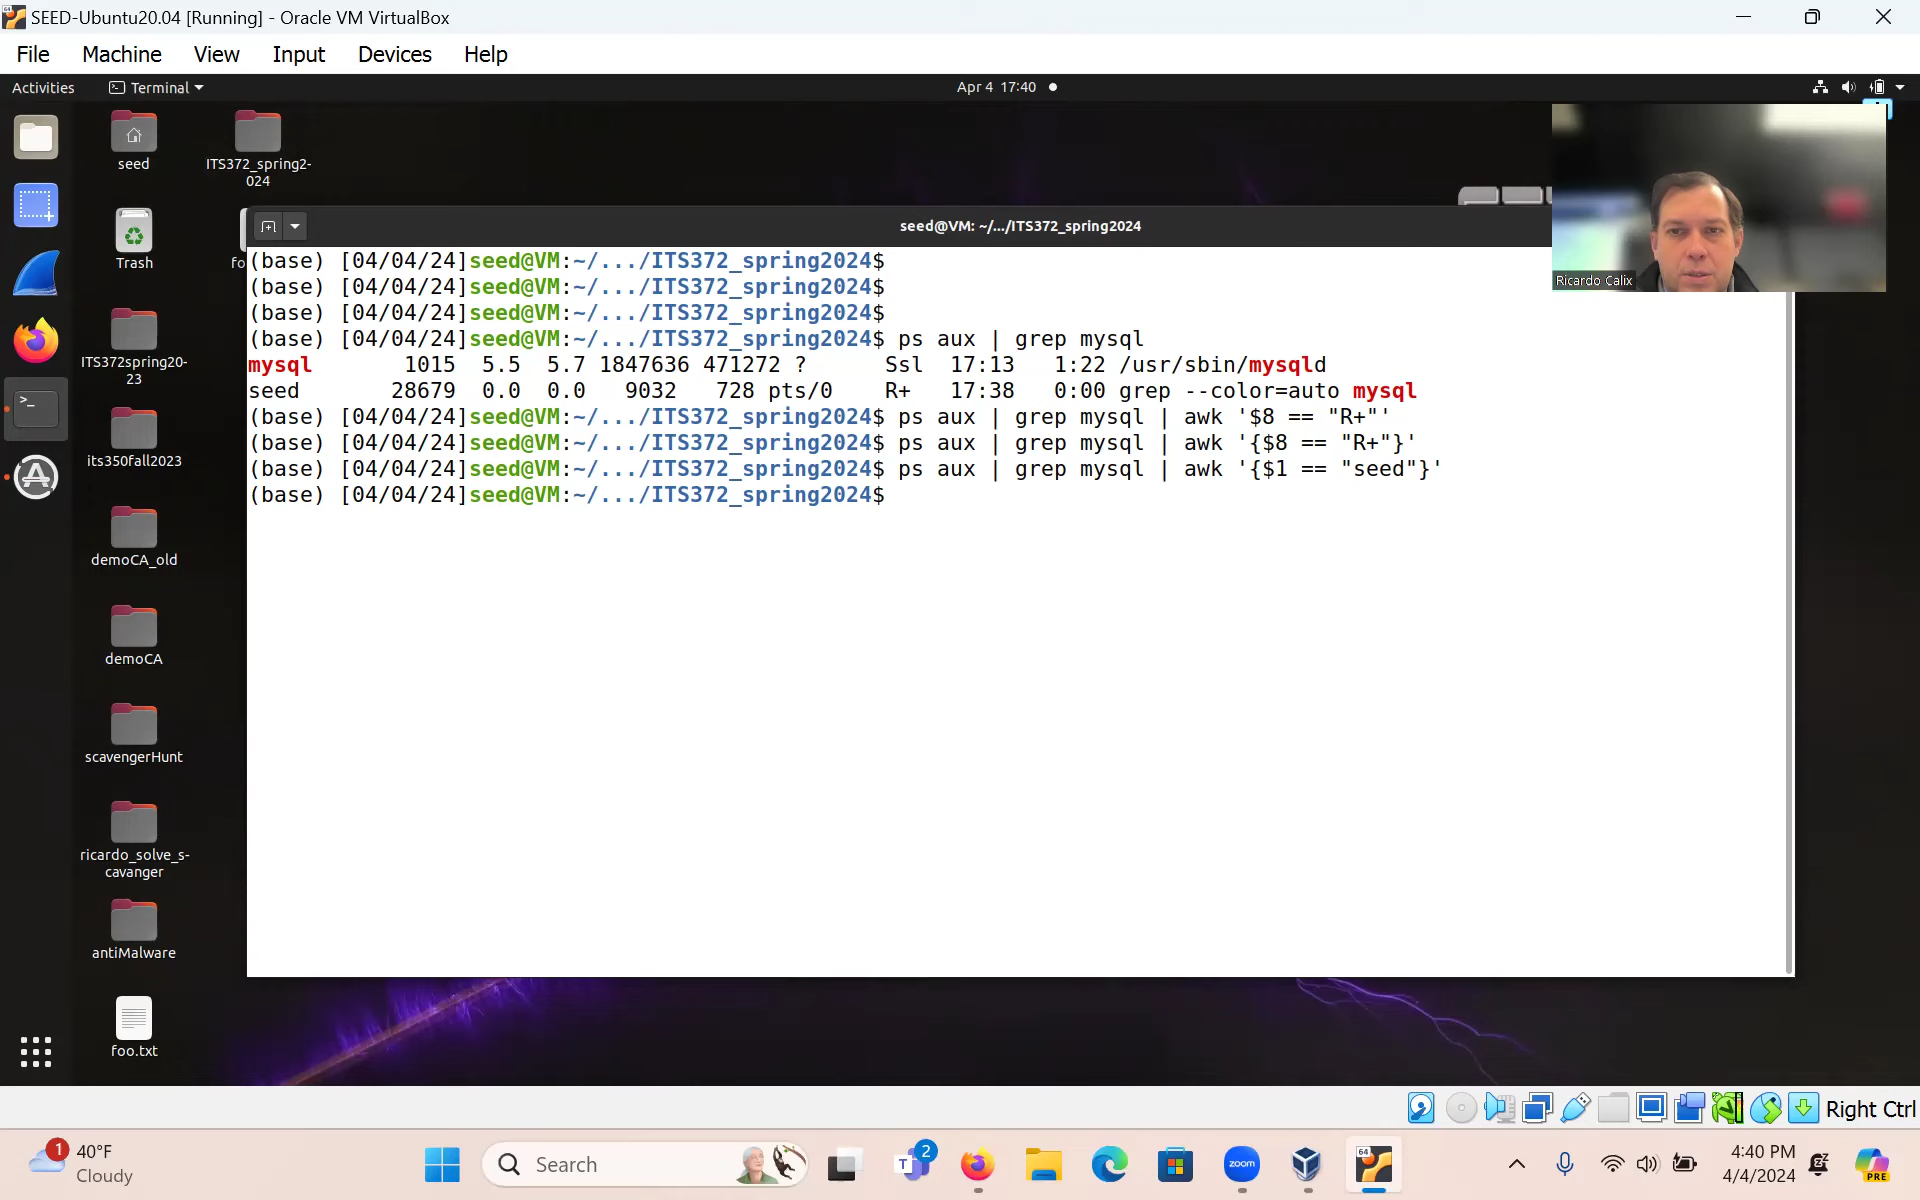 SEED-Ubuntu20.04 [Running] - Oracle VM VirtualBox
File Machine View Input Devices Help
Activities Terminal Apr 4 17:40
seed
ITS372_spring2-
024
Ricardo Calix
Trash
fo
seed@VM: ~/.../ITS372_spring2024
(base) [04/04/24]seed@VM:~/.../ITS372_spring2024$
(base) [04/04/24]seed@VM:~/.../ITS372_spring2024$
(base) [04/04/24]seed@VM:~/.../ITS372_spring2024$
(base) [04/04/24]seed@VM:~/.../ITS372_spring2024$ ps aux | grep mysql
mysql 1015 5.5 5.7 1847636 471272 ? Ssl 17:13 1:22 /usr/sbin/mysqld
seed 28679 0.0 0.0 9032 728 pts/0 R+ 17:38 0:00 grep --color=auto mysql
(base) [04/04/24]seed@VM:~/.../ITS372_spring2024$ ps aux | grep mysql | awk '$8 == "R+"'
(base) [04/04/24]seed@VM:~/.../ITS372_spring2024$ ps aux | grep mysql | awk '{$8 == "R+"}'
(base) [04/04/24]seed@VM:~/.../ITS372_spring2024$ ps aux | grep mysql | awk '{$1 == "seed"}'
(base) [04/04/24]seed@VM:~/.../ITS372_spring2024$
ITS372spring20-
23
its350fall2023
demoCA_old
demoCA
scavengerHunt
ricardo_solve_s-
cavanger
antiMalware
foo.txt
Right Ctrl
1
40°F
Cloudy
Search
T
2
zoom
64
4:40 PM
4/4/2024
PRE